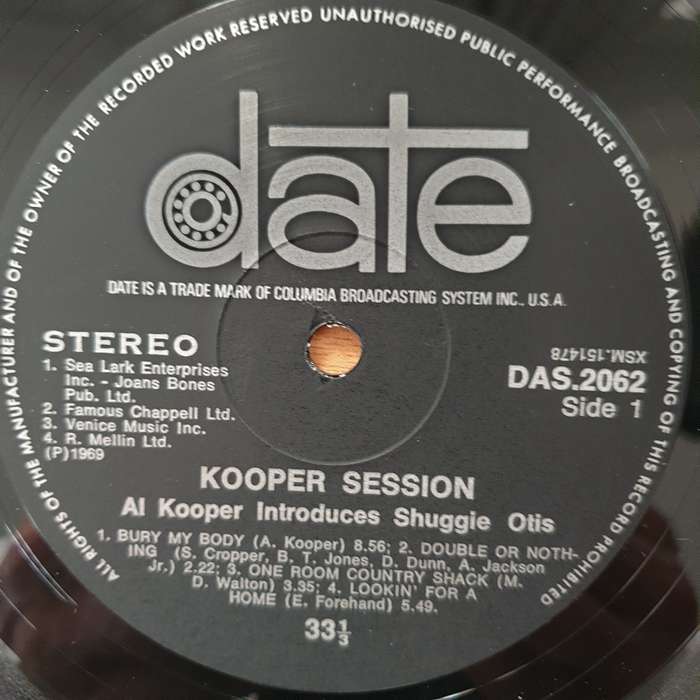 ALL RIGHTS OF THE MANUFACTURER AND OF THE OWNER OF THE RECORDED WORK RESERVED UNAUTHORISED PUBLIC PERFORMANCE BROADCASTING AND COPYING OF THIS RECORD PROHIBITED
date
DATE IS A TRADE MARK OF COLUMBIA BROADCASTING SYSTEM INC., U.S.A.
STEREO
1. Sea Lark Enterprises
Inc. - Joans Bones
Pub. Ltd.
2. Famous Chappell Ltd.
3. Venice Music Inc.
4. R. Mellin Ltd.
(P)1969
XSM.151478
DAS.2062
Side 1
KOOPER SESSION
Al Kooper Introduces Shuggie Otis
1. BURY MY BODY (A. Kooper) 8.56; 2. DOUBLE OR NOTH-
ING (S. Cropper, B. T. Jones, D. Dunn, A. Jackson
Jr.) 2.22; 3. ONE ROOM COUNTRY SHACK (M.
D. Walton) 3.35; 4. LOOKIN' FOR A
HOME (E. Forehand) 5.49.
33⅓